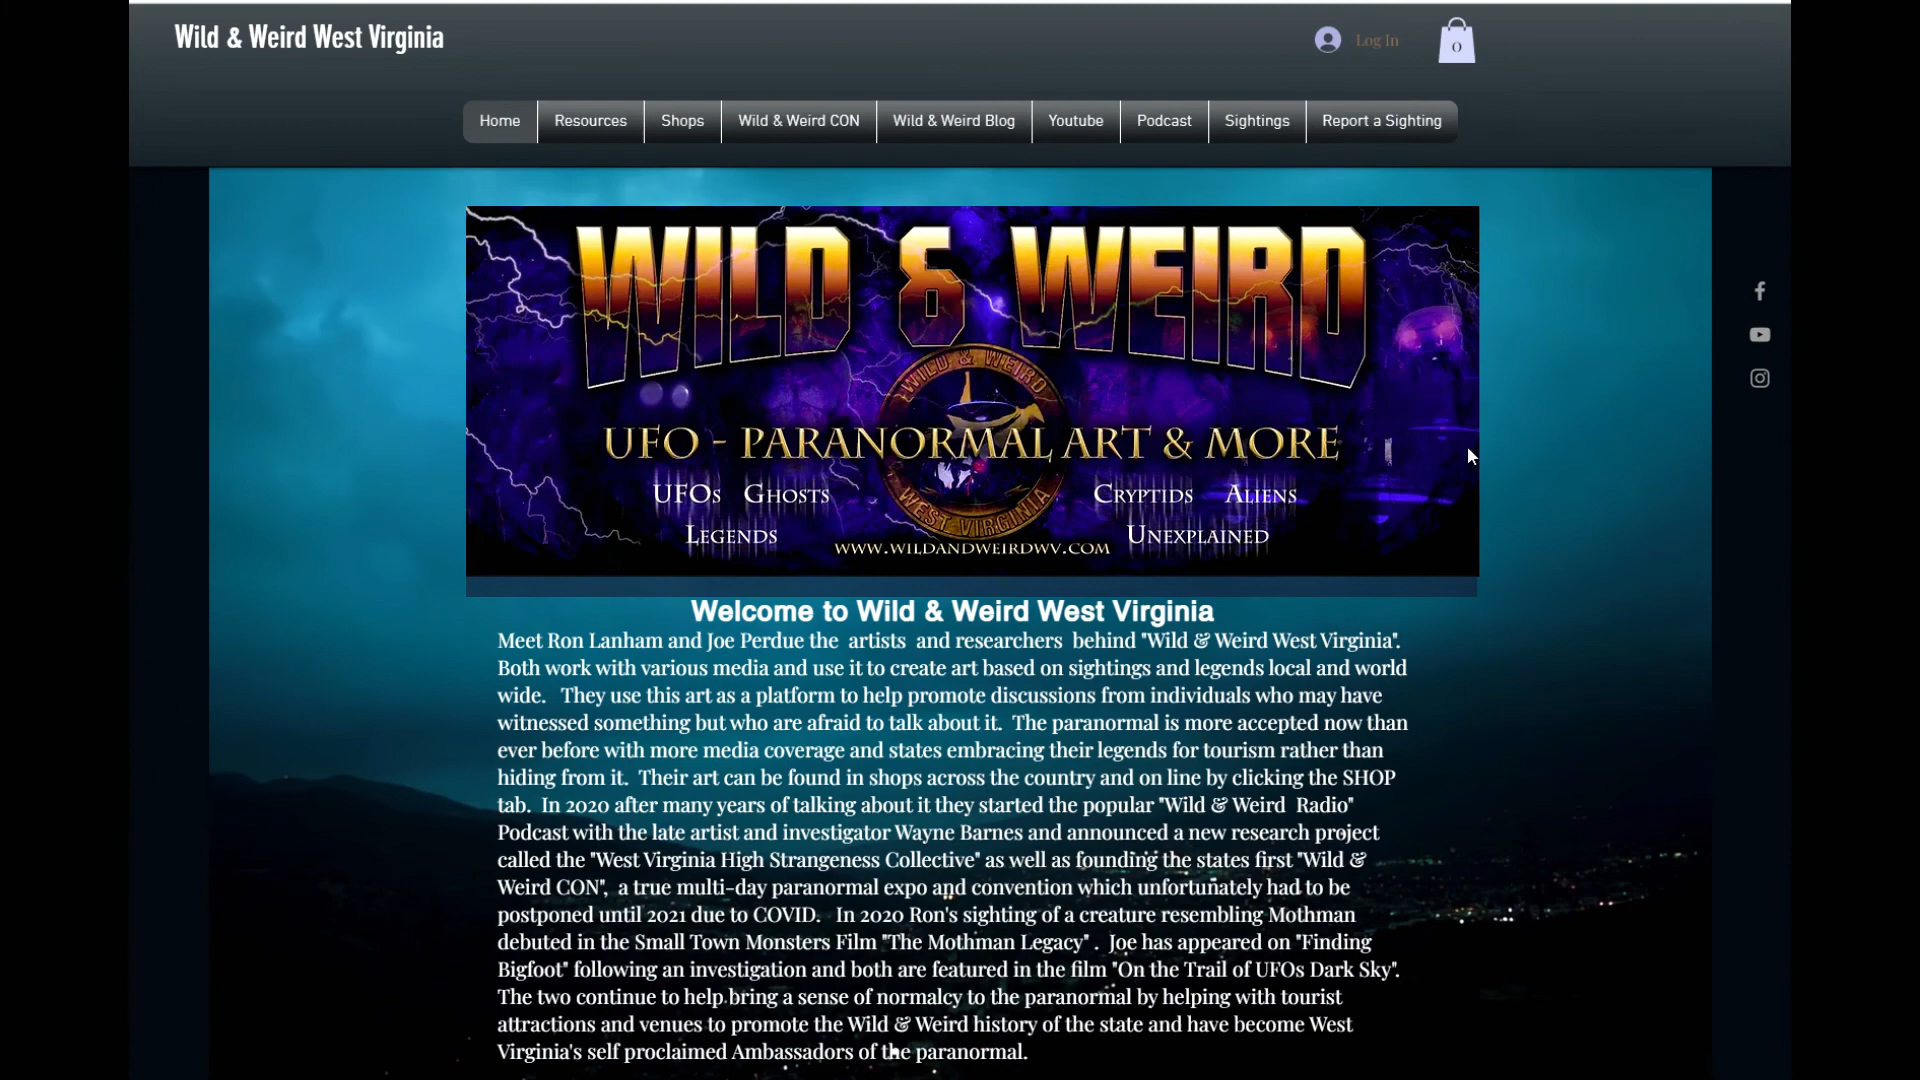 Wild & Weird West Virginia
Log In
0
Home
Resources
Shops
Wild & Weird CON
Wild & Weird Blog
Youtube
Podcast
Sightings
Report a Sighting
WILD & WEIRD
WILD & WEIRD
UFO - PARANORMAL ART & MORE
UFOs Ghosts
Cryptids Aliens
WEST VIRGINIA
Legends
Unexplained
WWW.WILDANDWEIRDWV.COM
Welcome to Wild & Weird West Virginia
Meet Ron Lanham and Joe Perdue the artists and researchers behind "Wild & Weird West Virginia".
Both work with various media and use it to create art based on sightings and legends local and world
wide. They use this art as a platform to help promote discussions from individuals who may have
witnessed something but who are afraid to talk about it. The paranormal is more accepted now than
ever before with more media coverage and states embracing their legends for tourism rather than
hiding from it. Their art can be found in shops across the country and on line by clicking the SHOP
tab. In 2020 after many years of talking about it they started the popular "Wild & Weird Radio"
Podcast with the late artist and investigator Wayne Barnes and announced a new research project
called the "West Virginia High Strangeness Collective" as well as founding the states first "Wild &
Weird CON", a true multi-day paranormal expo and convention which unfortunately had to be
postponed until 2021 due to COVID. In 2020 Ron's sighting of a creature resembling Mothman
debuted in the Small Town Monsters Film "The Mothman Legacy" . Joe has appeared on "Finding
Bigfoot" following an investigation and both are featured in the film "On the Trail of UFOs Dark Sky".
The two continue to help bring a sense of normalcy to the paranormal by helping with tourist
attractions and venues to promote the Wild & Weird history of the state and have become West
Virginia's self proclaimed Ambassadors of the paranormal.